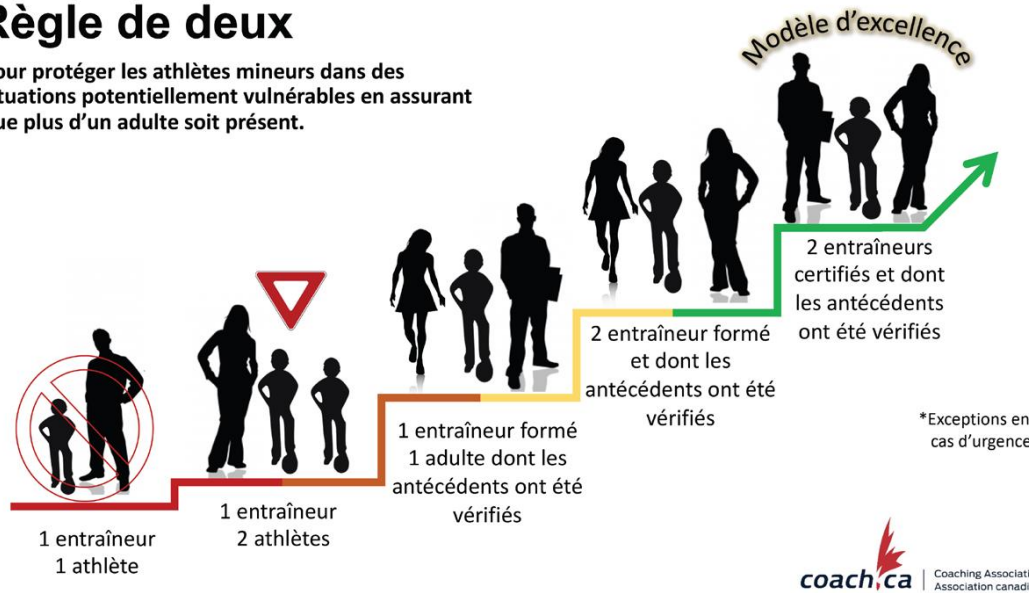 Règle de deux
our protéger les athlètes mineurs dans des
tuations potentiellement vulnérables en assurant
ue plus d'un adulte soit présent.
Modèle d'excellence
2 entraîneurs
certifiés et dont
les antécédents
ont été vérifiés
2 entraîneur formé
et dont les
antécédents ont été
vérifiés
*Exceptions en
cas d'urgence
1 entraîneur formé
1 adulte dont les
antécédents ont été
vérifiés
1 entraîneur
2 athlètes
1 entraîneur
1 athlète
coach.ca
Coaching Associati
Association canadi